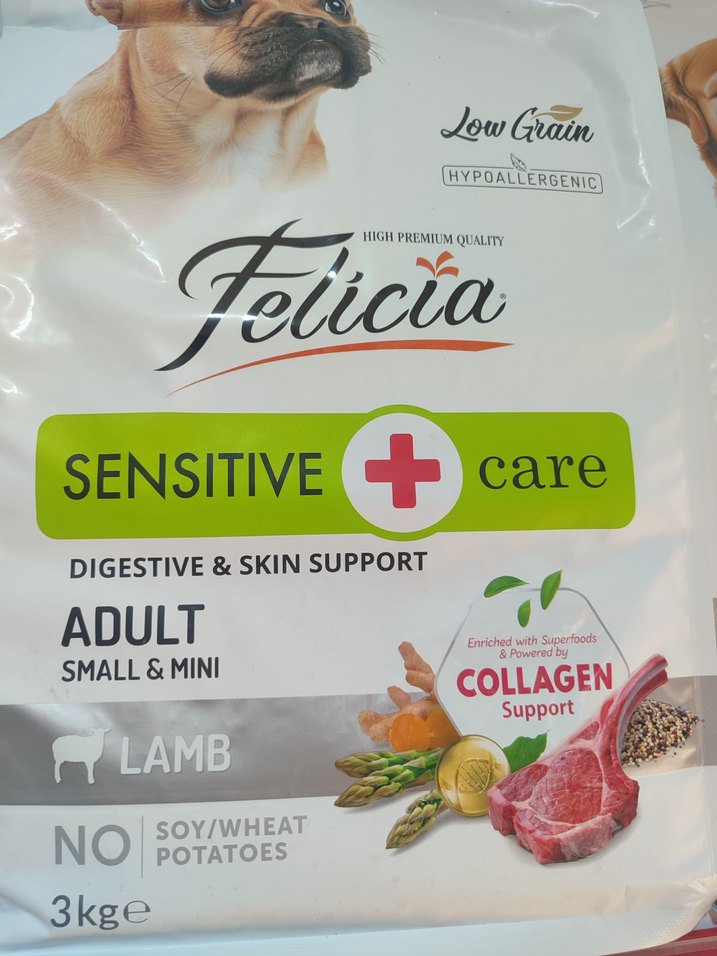 Low Grain
HYPOALLERGENIC
HIGH PREMIUM QUALITY
Felicia®
SENSITIVE + care
DIGESTIVE & SKIN SUPPORT
ADULT
SMALL & MINI
Enriched with Superfoods
& Powered by
COLLAGEN
Support
LAMB
NO
SOY/WHEAT
POTATOES
3kg℮